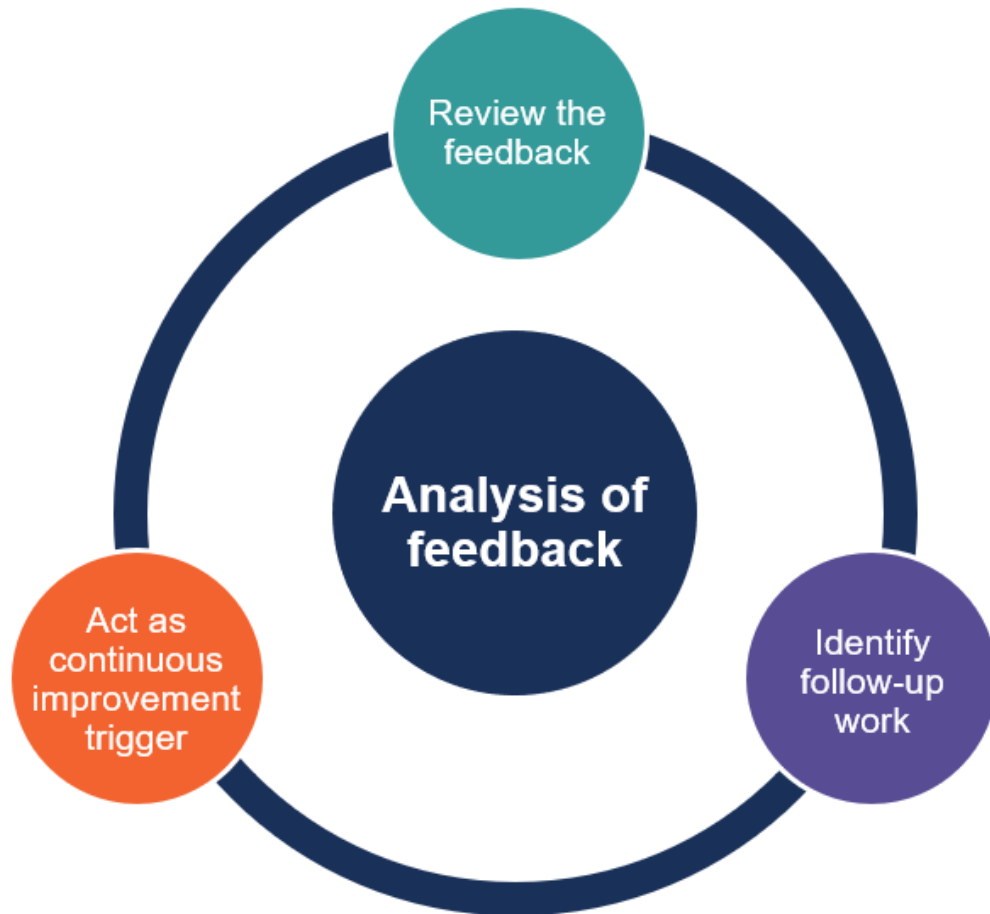 Review the
feedback
Analysis of
feedback
Act as
continuous
improvement
trigger
Identify
follow-up
work